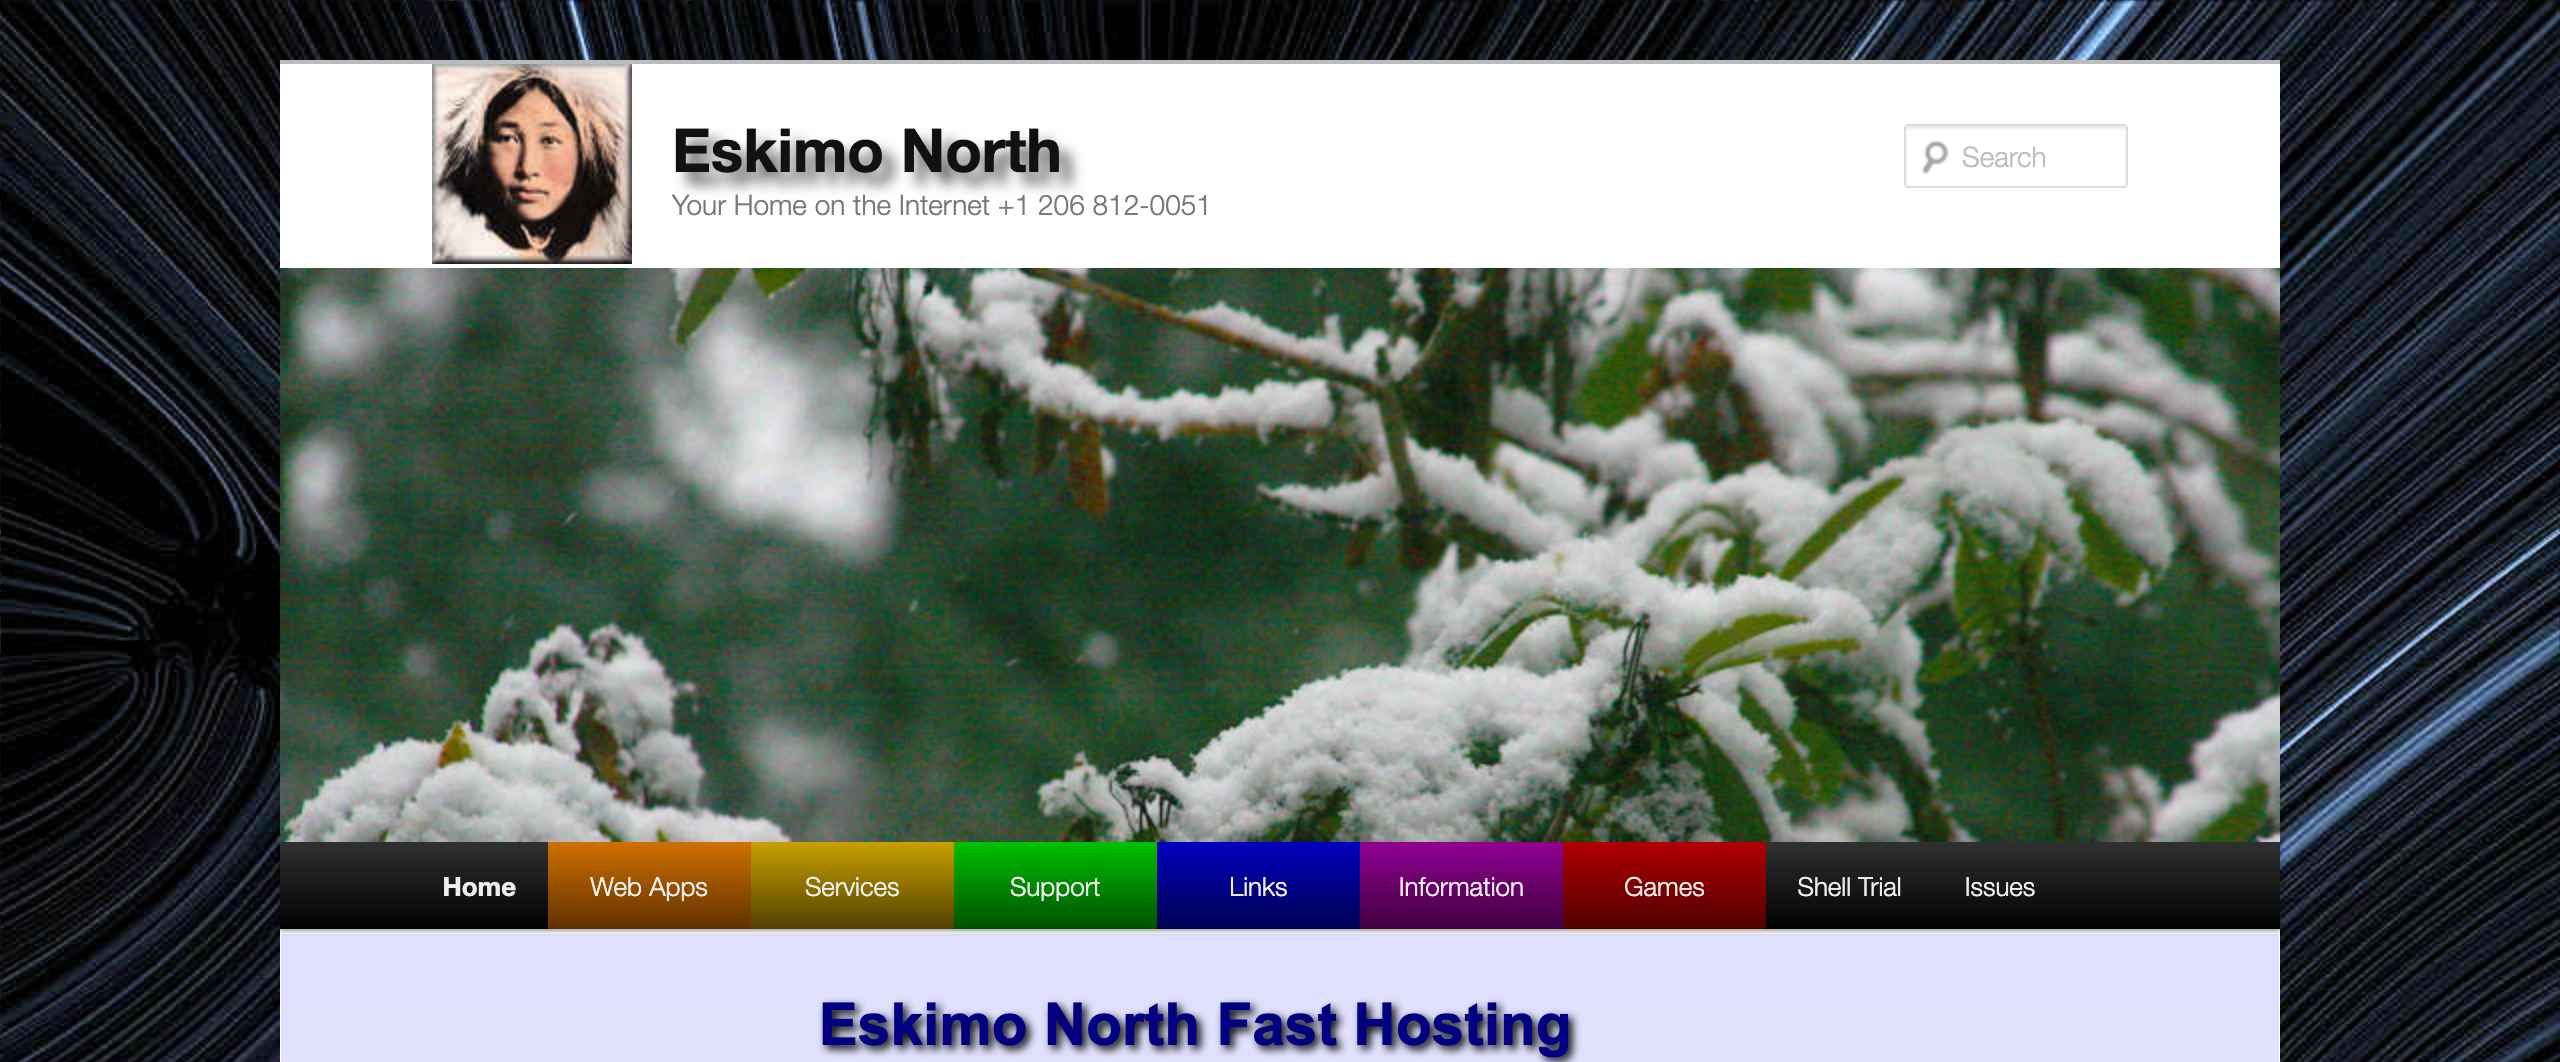 Eskimo North
Your Home on the Internet +1 206 812-0051
Search
Home Web Apps Services Support Links Information Games Shell Trial Issues
Eskimo North Fast Hosting